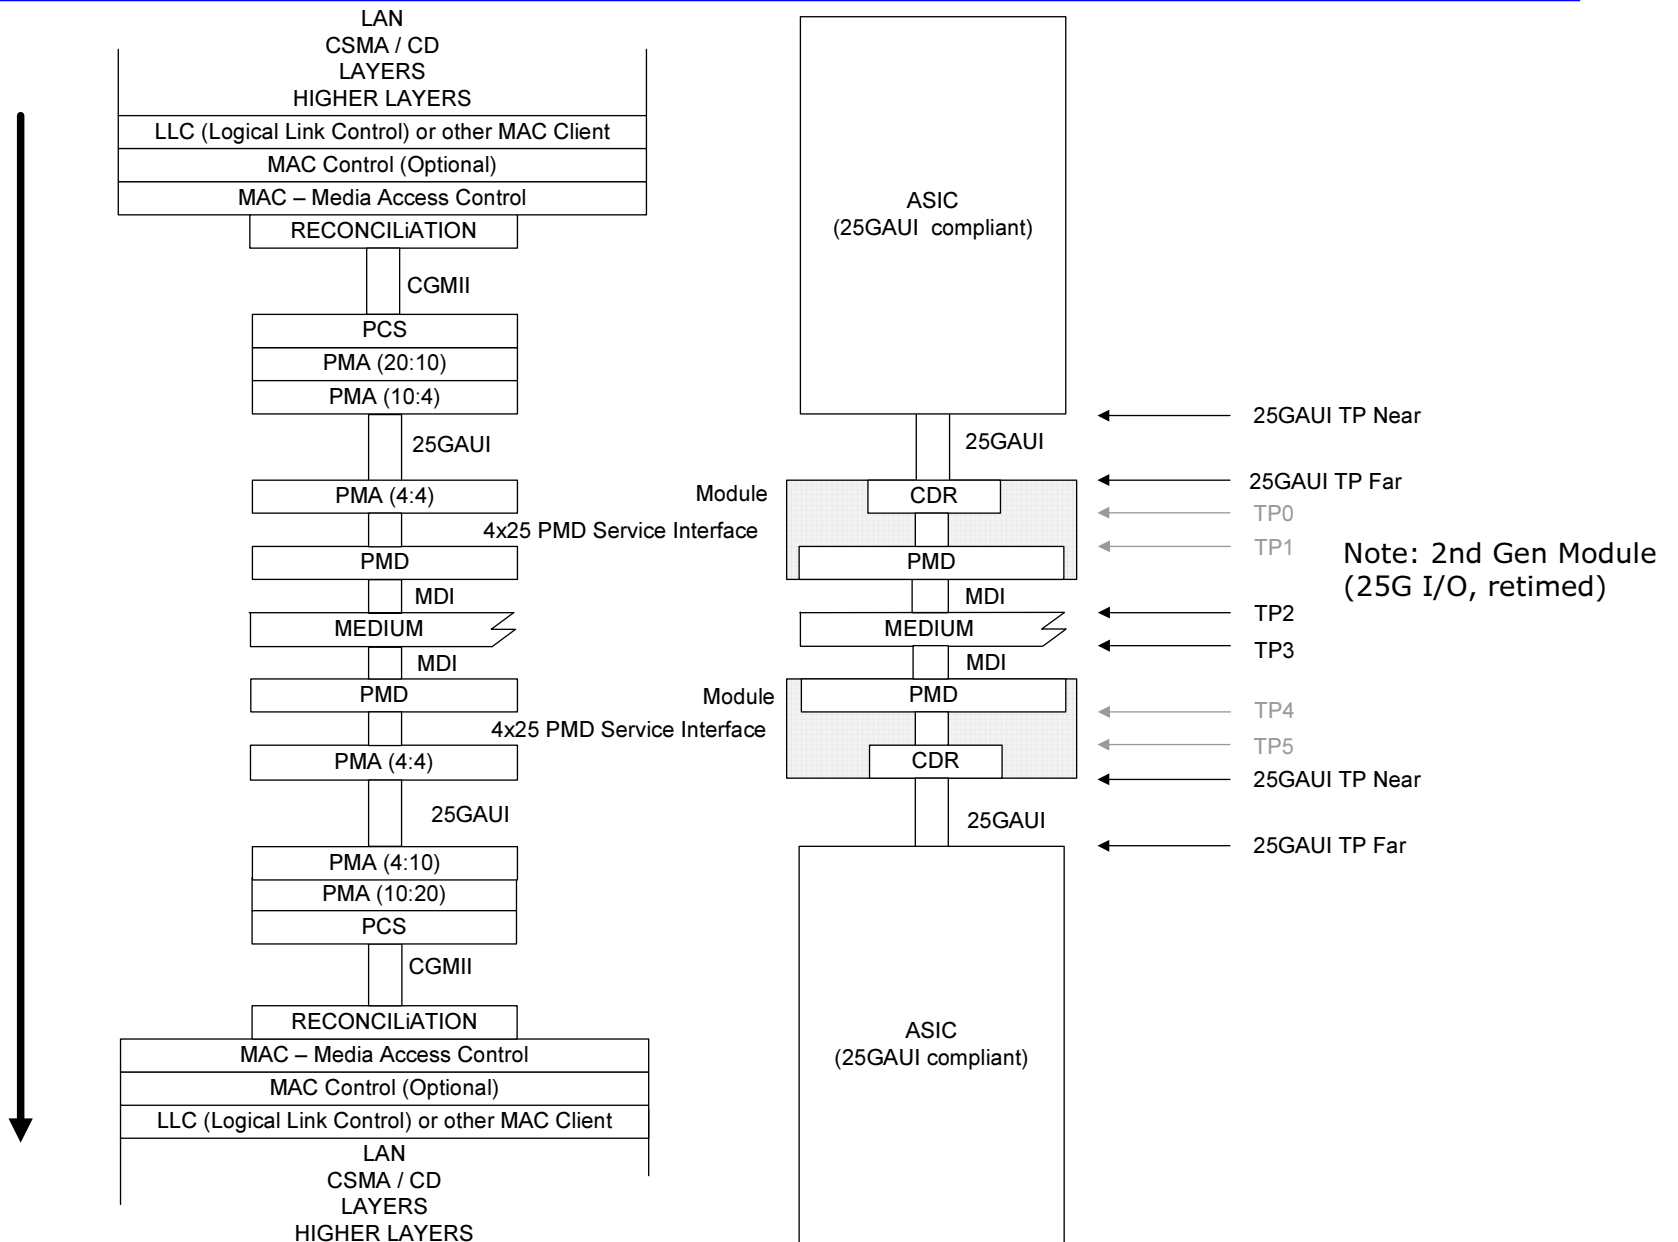 LAN
CSMA / CD
LAYERS
HIGHER LAYERS
LLC (Logical Link Control) or other MAC Client
MAC Control (Optional)
MAC – Media Access Control
RECONCILiATION
CGMII
PCS
PMA (20:10)
PMA (10:4)
25GAUI
PMA (4:4)
4x25 PMD Service Interface
PMD
MDI
MEDIUM
MDI
PMD
4x25 PMD Service Interface
PMA (4:4)
25GAUI
PMA (4:10)
PMA (10:20)
PCS
CGMII
RECONCILiATION
MAC – Media Access Control
MAC Control (Optional)
LLC (Logical Link Control) or other MAC Client
LAN
CSMA / CD
LAYERS
HIGHER LAYERS
ASIC
(25GAUI compliant)
25GAUI
Module
CDR
PMD
MDI
MEDIUM
MDI
Module
PMD
CDR
25GAUI
ASIC
(25GAUI compliant)
25GAUI TP Near
25GAUI TP Far
TP0
TP1
TP2
TP3
TP4
TP5
25GAUI TP Near
25GAUI TP Far
Note: 2nd Gen Module
(25G I/O, retimed)